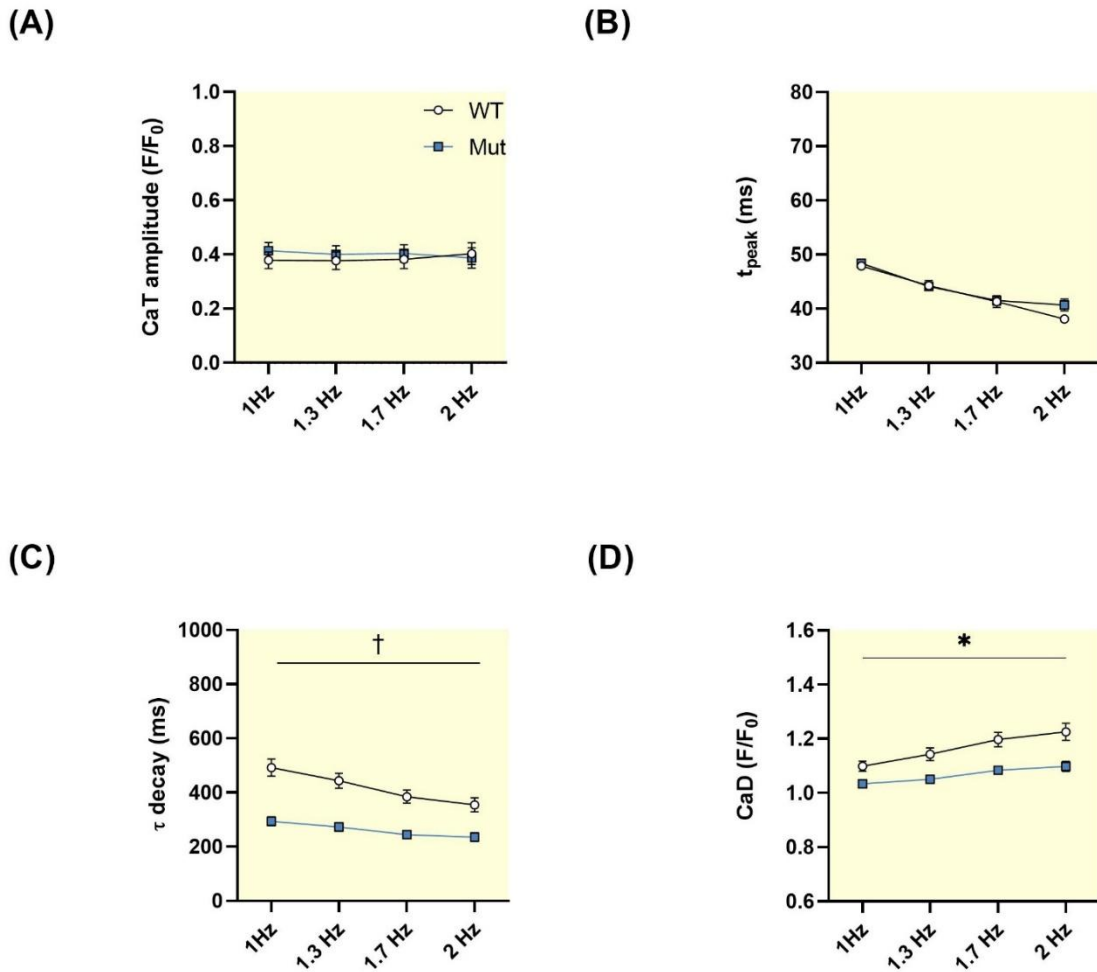 (A)
CaT amplitude (F/F₀)
1.0
0.8
0.6
0.4
0.2
0.0
WT
Mut
1Hz
1.3 Hz
1.7 Hz
2 Hz
(B)
t_peak (ms)
80
70
60
50
40
30
1Hz
1.3 Hz
1.7 Hz
2 Hz
(C)
τ decay (ms)
1000
800
600
400
200
0
†
1Hz
1.3 Hz
1.7 Hz
2 Hz
(D)
CaD (F/F₀)
1.6
1.4
1.2
1.0
0.8
0.6
*
1Hz
1.3 Hz
1.7 Hz
2 Hz